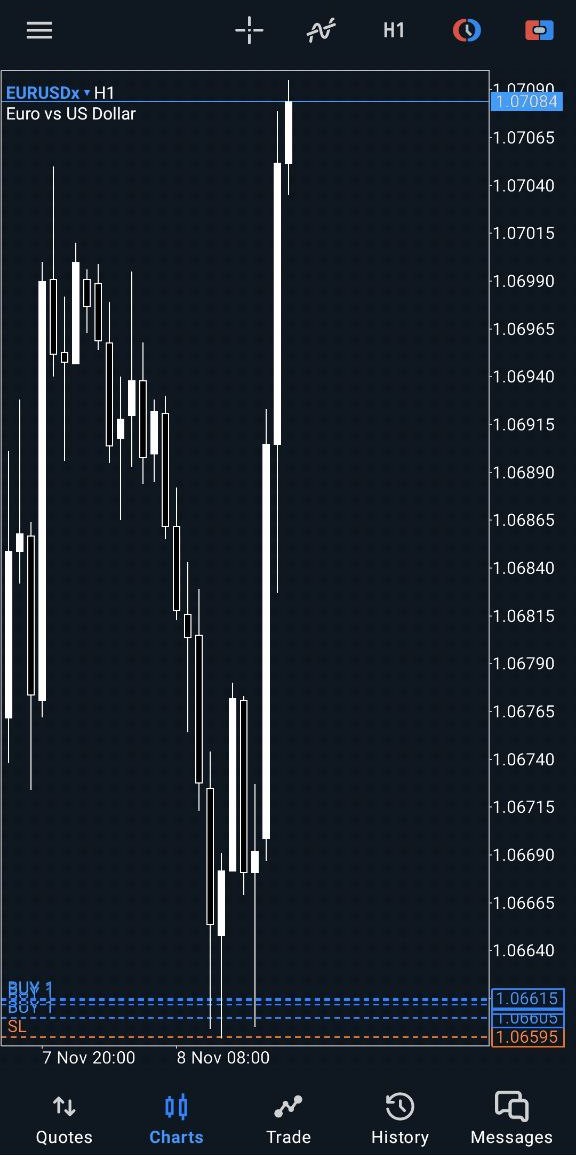 H1
EURUSDx ▾ H1
Euro vs US Dollar
1.07090
1.07084
1.07065
1.07040
1.07015
1.06990
1.06965
1.06940
1.06915
1.06890
1.06865
1.06840
1.06815
1.06790
1.06765
1.06740
1.06715
1.06690
1.06665
1.06640
BUY 1
1.06615
BUY 1
1.06605
SL
1.06595
7 Nov 20:00
8 Nov 08:00
Quotes
Charts
Trade
History
Messages